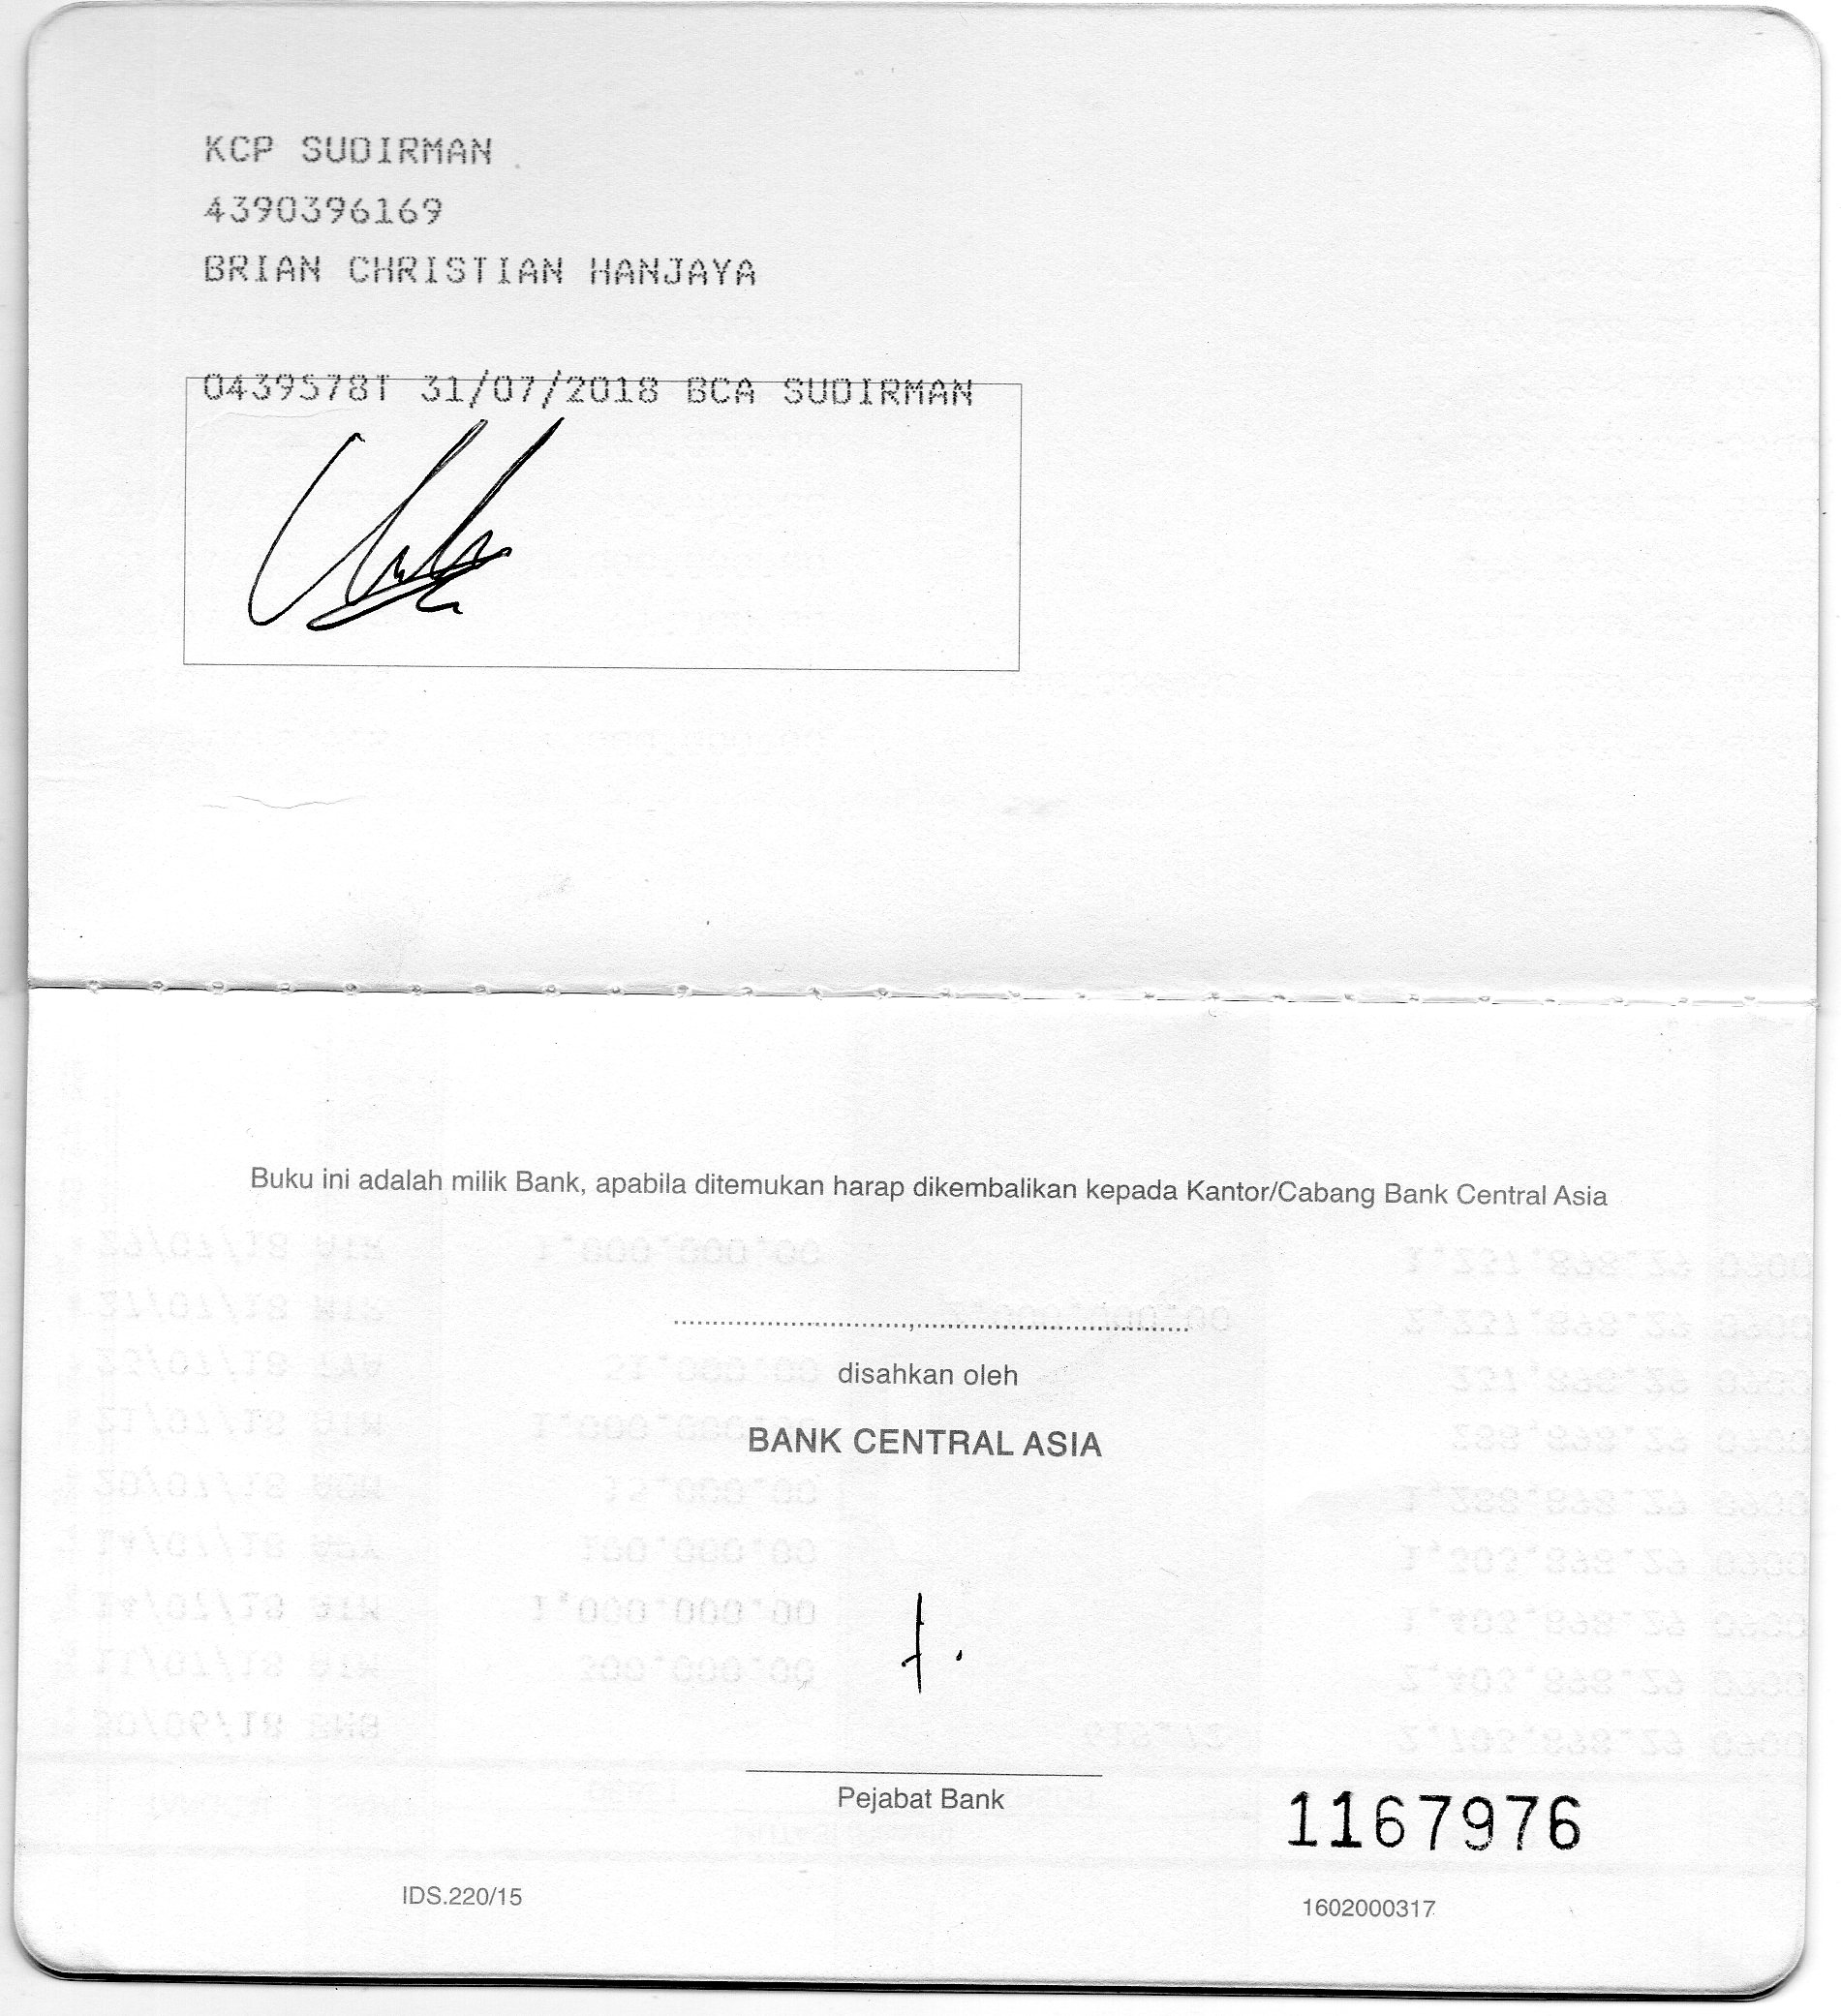 KCP SUDIRMAN
4390396169
BRIAN CHRISTIAN HANJAYA
0439578T 31/07/2018 BCA SUDIRMAN
Buku ini adalah milik Bank, apabila ditemukan harap dikembalikan kepada Kantor/Cabang Bank Central Asia
..............................,....................................
disahkan oleh
BANK CENTRAL ASIA
Pejabat Bank
1167976
IDS.220/15
1602000317